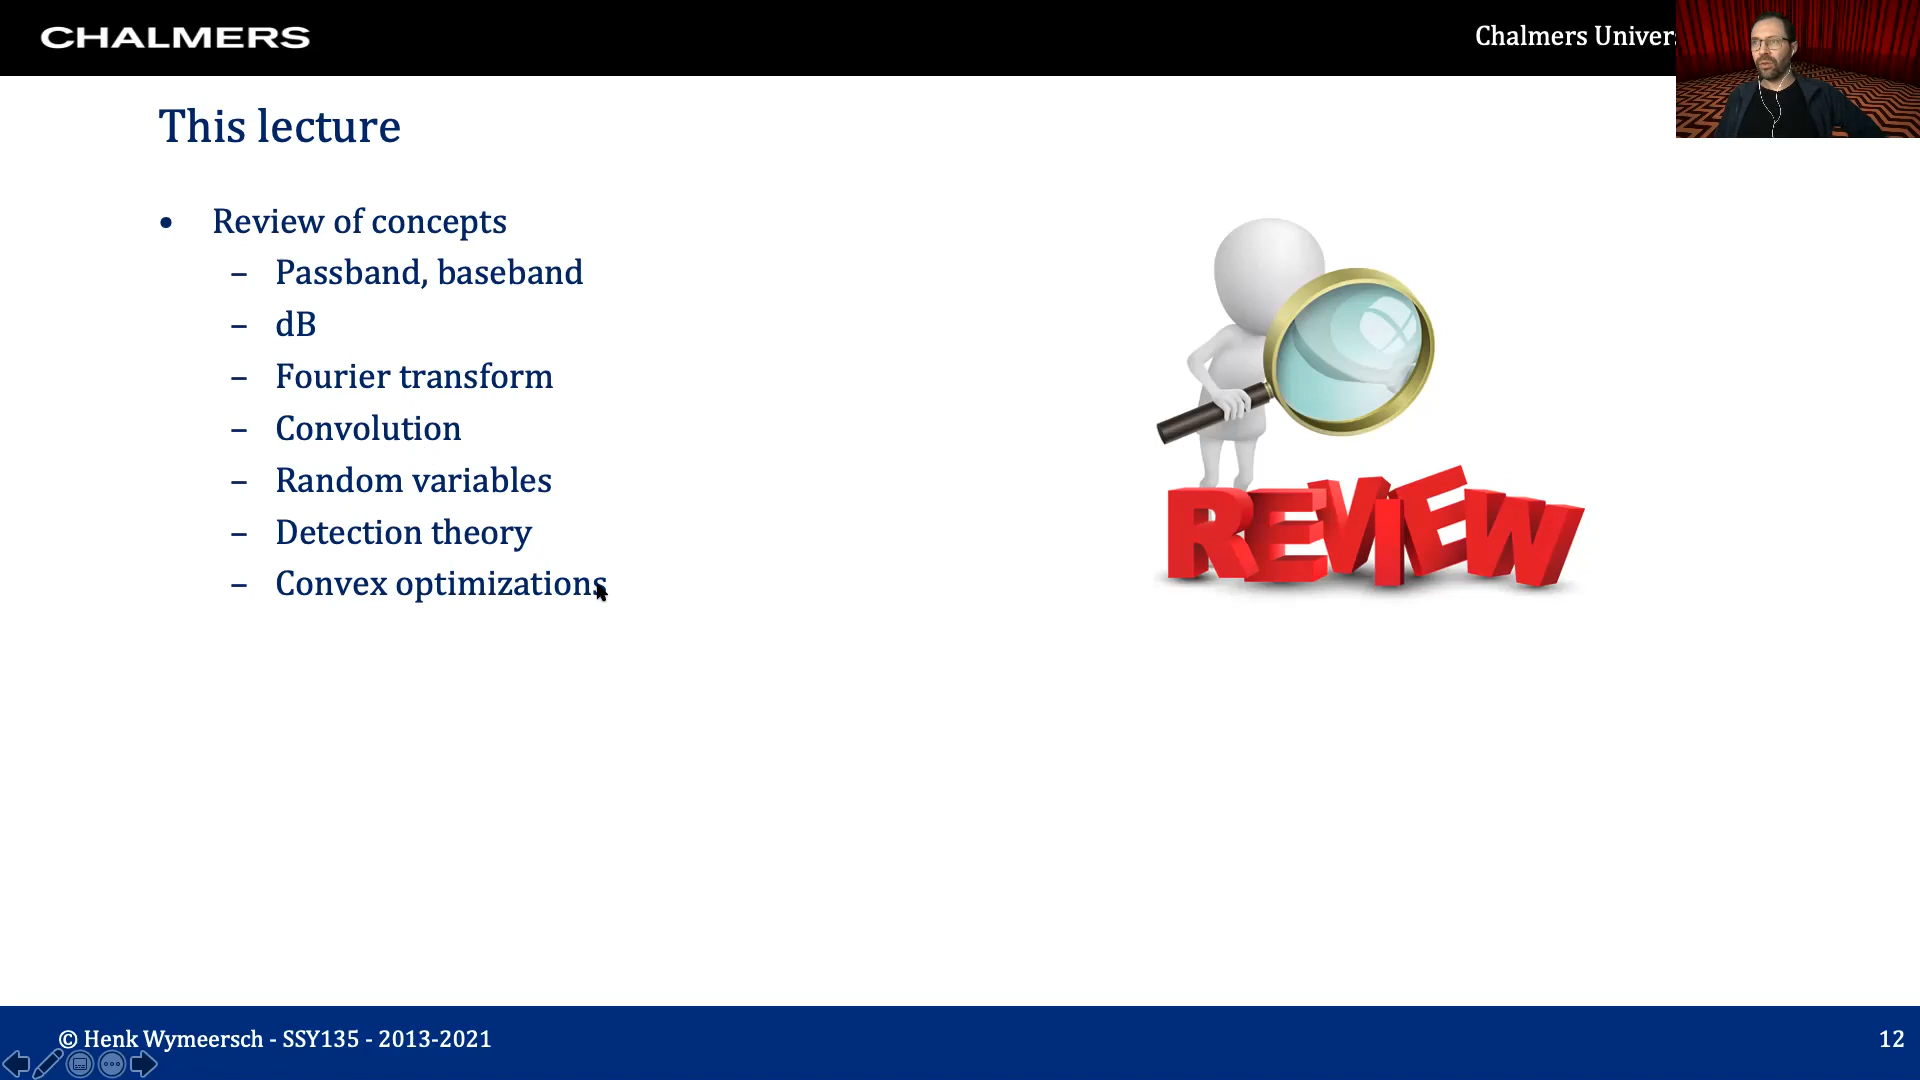 CHALMERS
Chalmers
This lecture
• Review of concepts
– Passband, baseband
– dB
– Fourier transform
– Convolution
– Random variables
– Detection theory
– Convex optimizations
REVIEW
© Henk Wymeersch - SSY135 - 2013-2021
12